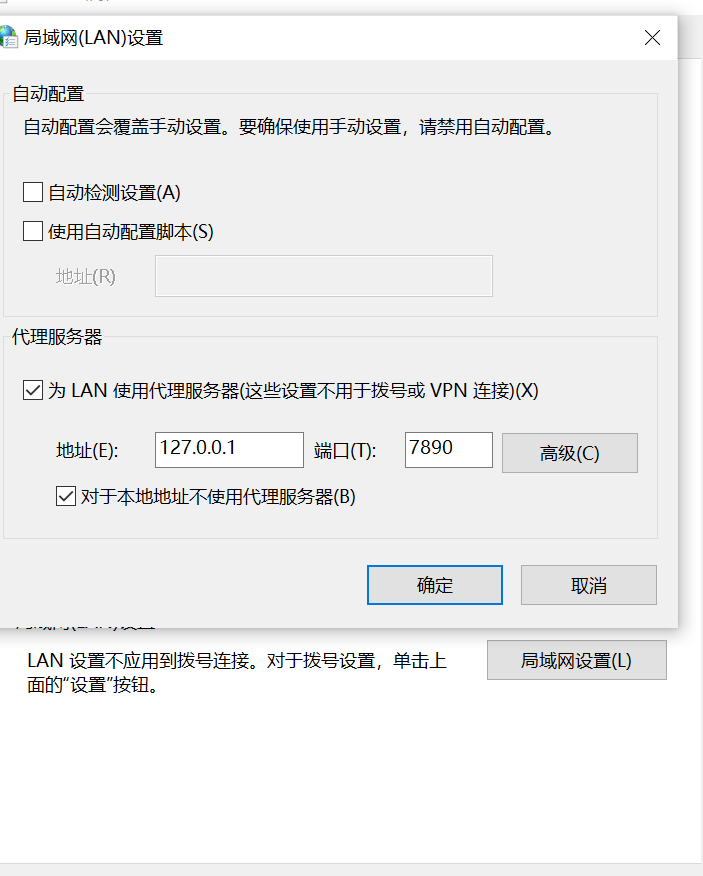 局域网(LAN)设置
自动配置
自动配置会覆盖手动设置。要确保使用手动设置，请禁用自动配置。
自动检测设置(A)
使用自动配置脚本(S)
地址(R)
代理服务器
为 LAN 使用代理服务器(这些设置不用于拨号或 VPN 连接)(X)
地址(E): 127.0.0.1 端口(T): 7890 高级(C)
对于本地地址不使用代理服务器(B)
确定 取消
LAN 设置不应用到拨号连接。对于拨号设置，单击上 局域网设置(L)
面的“设置”按钮。